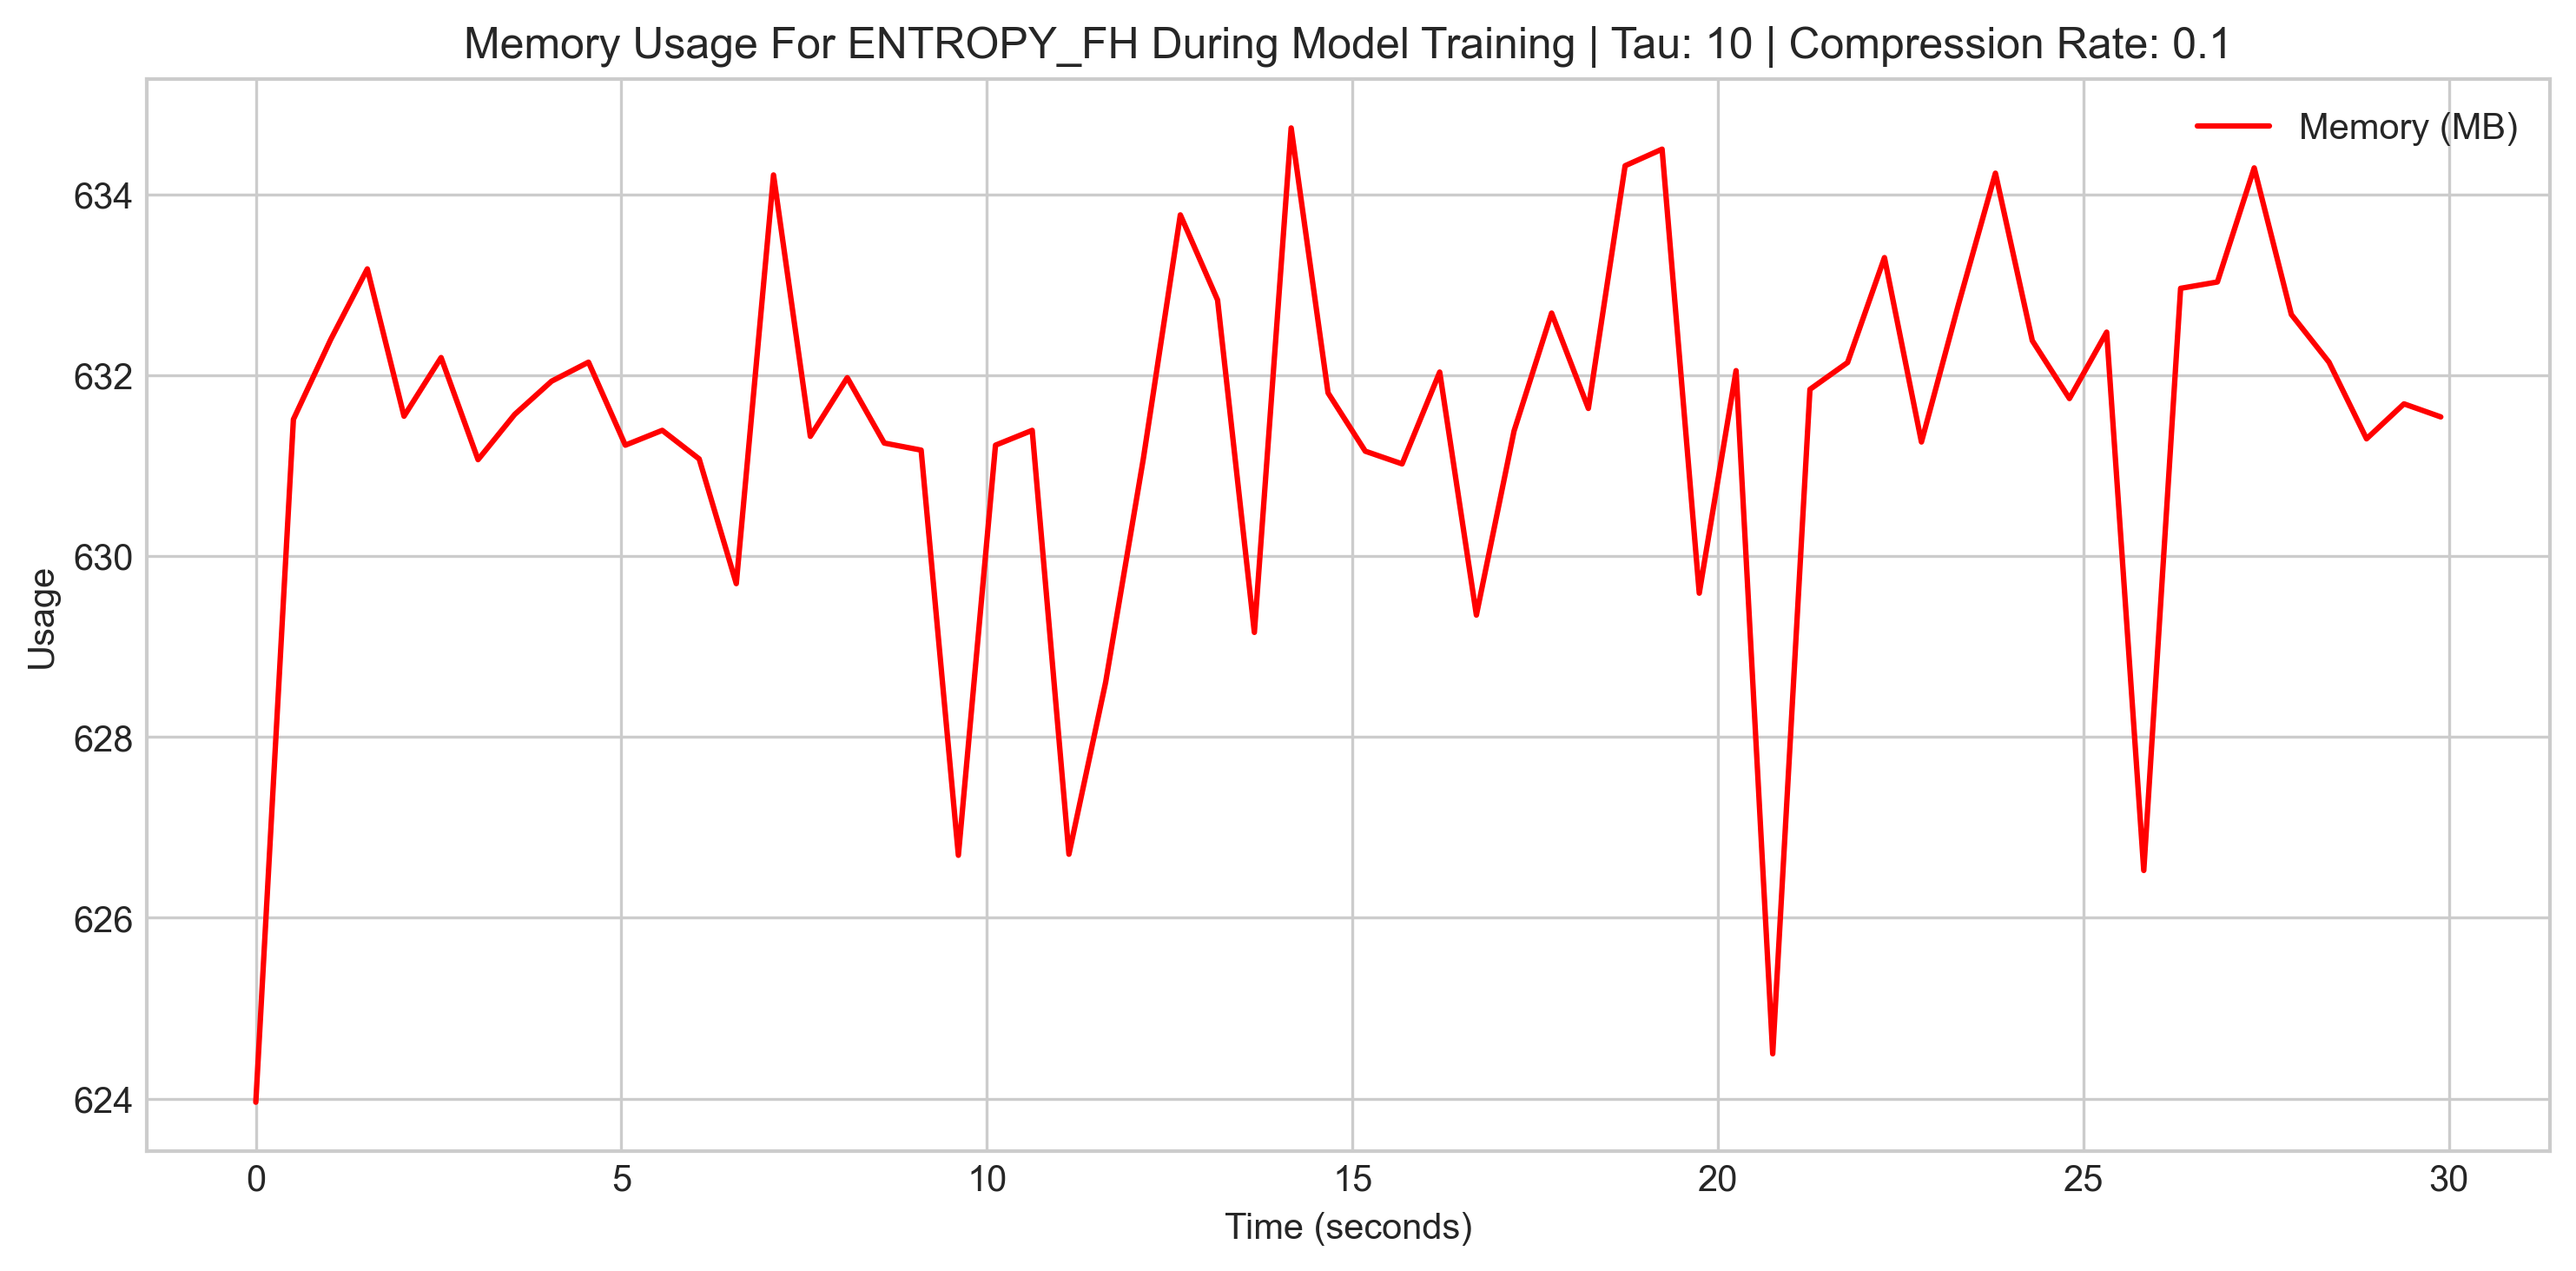 Memory Usage For ENTROPY_FH During Model Training | Tau: 10 | Compression Rate: 0.1
Memory (MB)
634
632
630
628
626
624
Usage
0 5 10 15 20 25 30
Time (seconds)